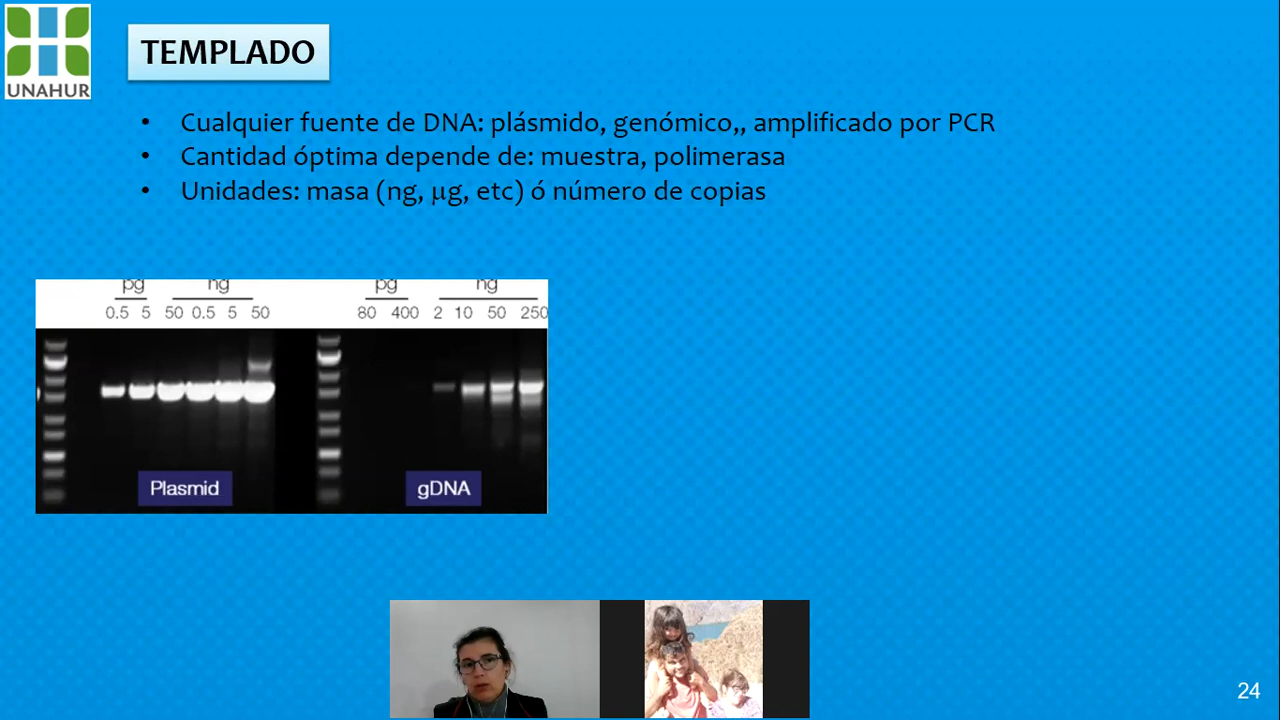 UNAHUR
TEMPLADO
• Cualquier fuente de DNA: plásmido, genómico,, amplificado por PCR
• Cantidad óptima depende de: muestra, polimerasa
• Unidades: masa (ng, µg, etc) ó número de copias
pg ng pg ng
0.5 5 50 0.5 5 50 80 400 2 10 50 250
Plasmid gDNA
24